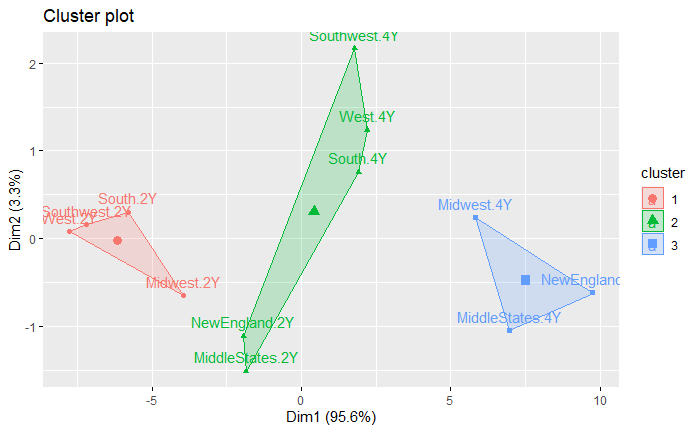 Cluster plot
Southwest.4Y
West.4Y
South.4Y
South.2Y
Southwest.2Y
West.2Y
Midwest.4Y
Midwest.2Y
NewEngland
NewEngland.2Y
MiddleStates.4Y
MiddleStates.2Y
2
1
0
-1
Dim2 (3.3%)
-5
0
5
10
Dim1 (95.6%)
cluster
a 1
a 2
a 3